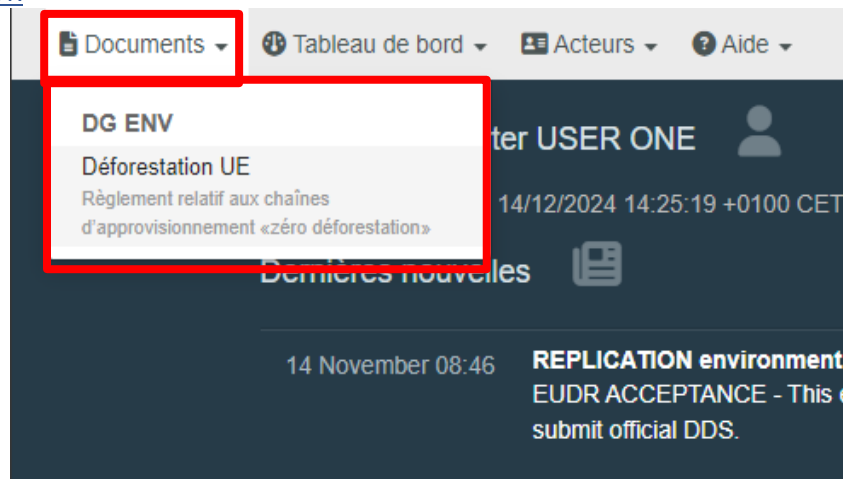 Documents Tableau de bord Acteurs Aide
DG ENV
Déforestation UE
Règlement relatif aux chaînes
d'approvisionnement «zéro déforestation»
USER ONE
14/12/2024 14:25:19 +0100 CET
Dernières nouvelles
14 November 08:46 REPLICATION environment
EUDR ACCEPTANCE - This
submit official DDS.